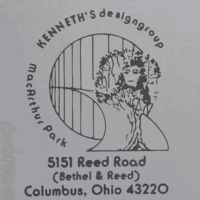 KENNETH'S designgroup
MacArthur Park
5151 Reed Road
(Bethel & Reed)
Columbus, Ohio 43220